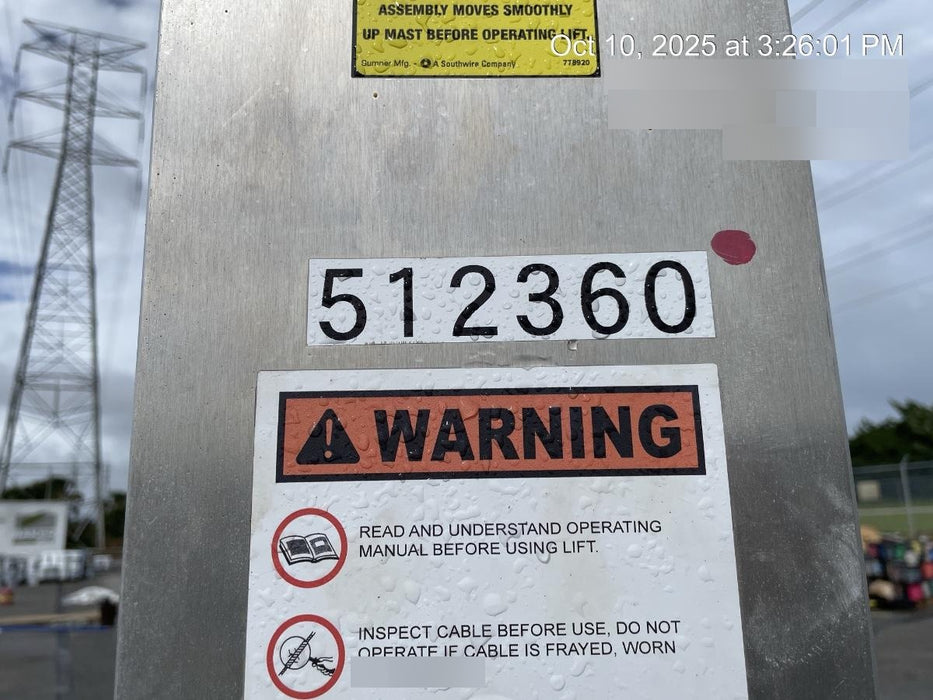 ASSEMBLY MOVES SMOOTHLY
UP MAST BEFORE OPERATING LIFT.
Oct 10, 2025 at 3:26:01 PM
Sumner Mfg. - A Southwire Company 778920
512360
WARNING
READ AND UNDERSTAND OPERATING
MANUAL BEFORE USING LIFT.
INSPECT CABLE BEFORE USE, DO NOT
OPERATE IF CABLE IS FRAYED, WORN